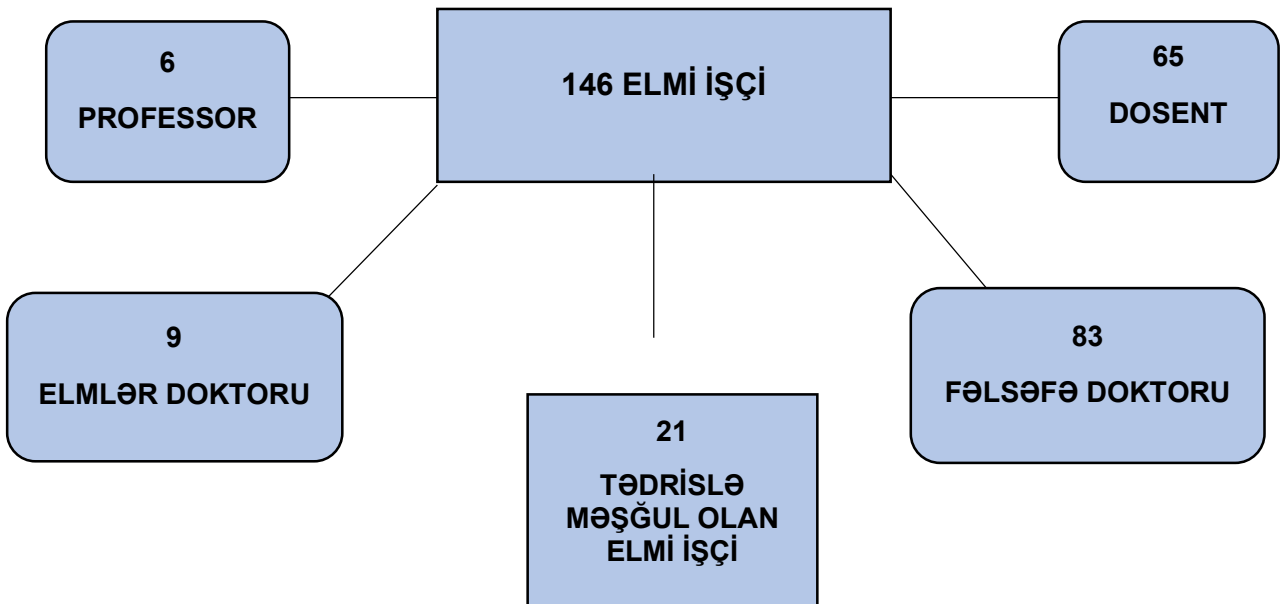 6
PROFESSOR
146 ELMİ İŞÇİ
65
DOSENT
9
ELMLƏR DOKTORU
21
TƏDRİSLƏ
MƏŞĞUL OLAN
ELMİ İŞÇİ
83
FƏLSƏFƏ DOKTORU